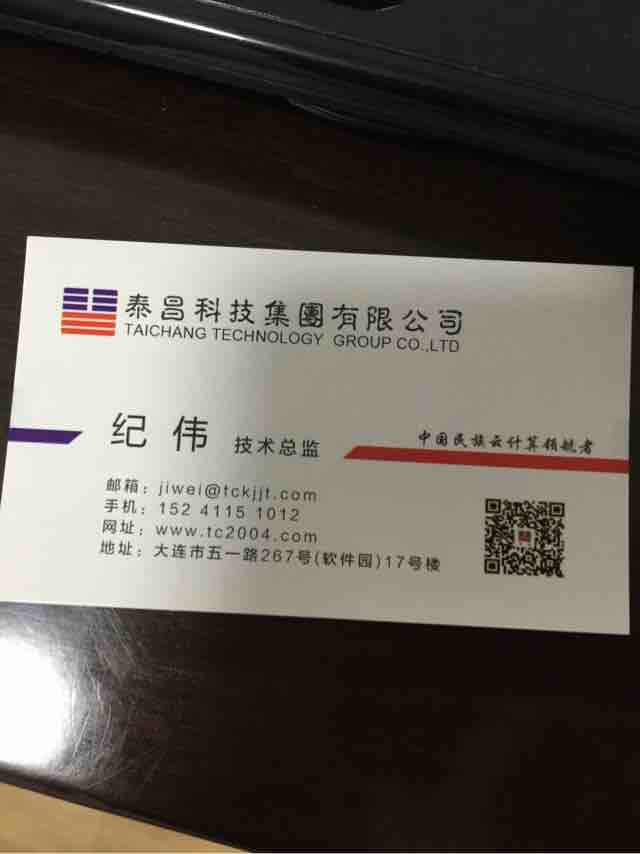 泰昌科技集團有限公司
TAICHANG TECHNOLOGY GROUP CO.,LTD
纪伟 技术总监
中国民族云计算领航者
邮箱：jiwei@tckjjt.com
手机：152 4115 1012
网址：www.tc2004.com
地址：大连市五一路267号(软件园)17号楼